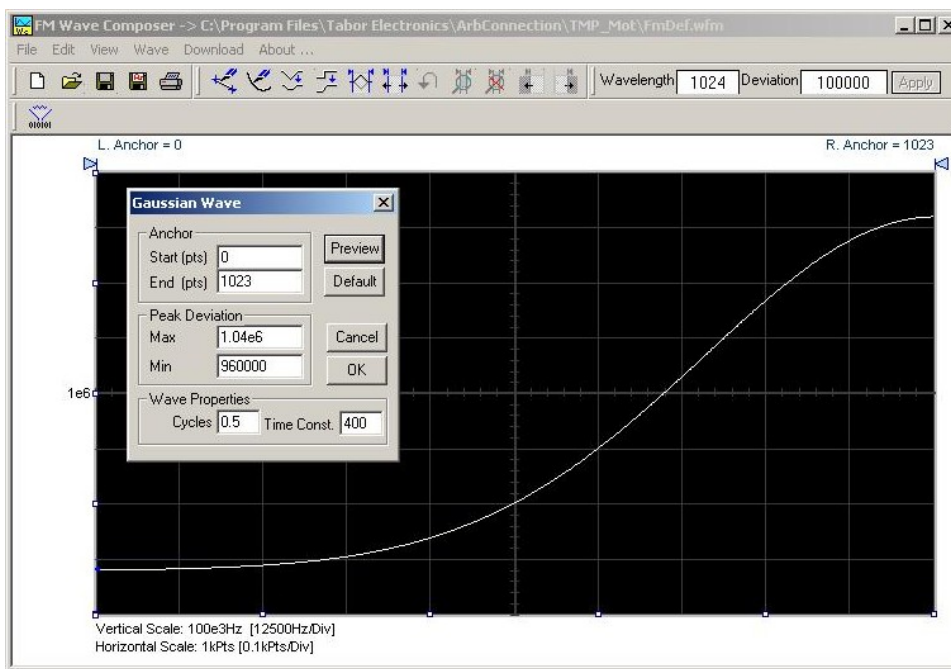 FM Wave Composer -> C:\Program Files\Tabor Electronics\ArbConnection\TMP_Mot\FmDef.wfm
File Edit View Wave Download About ...
Wavelength 1024 Deviation 100000 Apply
010101
L. Anchor = 0
R. Anchor = 1023
Gaussian Wave
Anchor
Start (pts) 0
End (pts) 1023
Preview
Default
Peak Deviation
Max 1.04e6
Min 960000
Cancel
OK
Wave Properties
Cycles 0.5 Time Const. 400
1e6
Vertical Scale: 100e3Hz [12500Hz/Div]
Horizontal Scale: 1kPts [0.1kPts/Div]